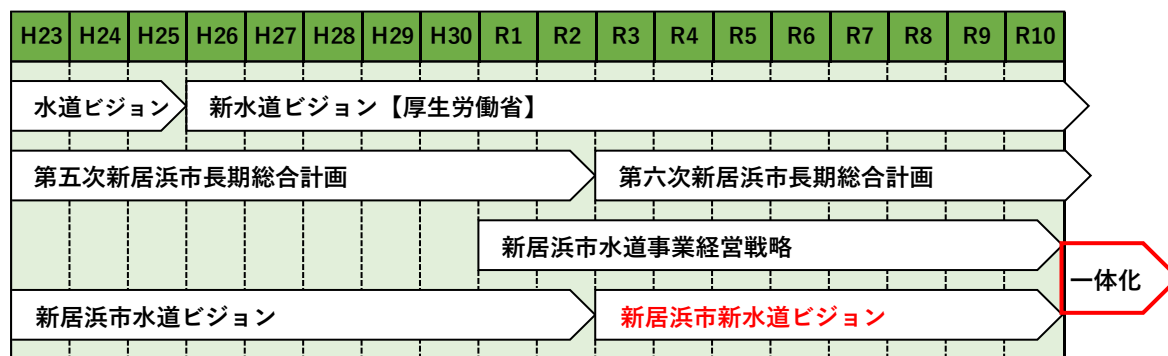 H23 H24 H25 H26 H27 H28 H29 H30 R1 R2 R3 R4 R5 R6 R7 R8 R9 R10
水道ビジョン 新水道ビジョン【厚生労働省】
第五次新居浜市長期総合計画 第六次新居浜市長期総合計画
新居浜市水道事業経営戦略
一体化
新居浜市水道ビジョン 新居浜市新水道ビジョン